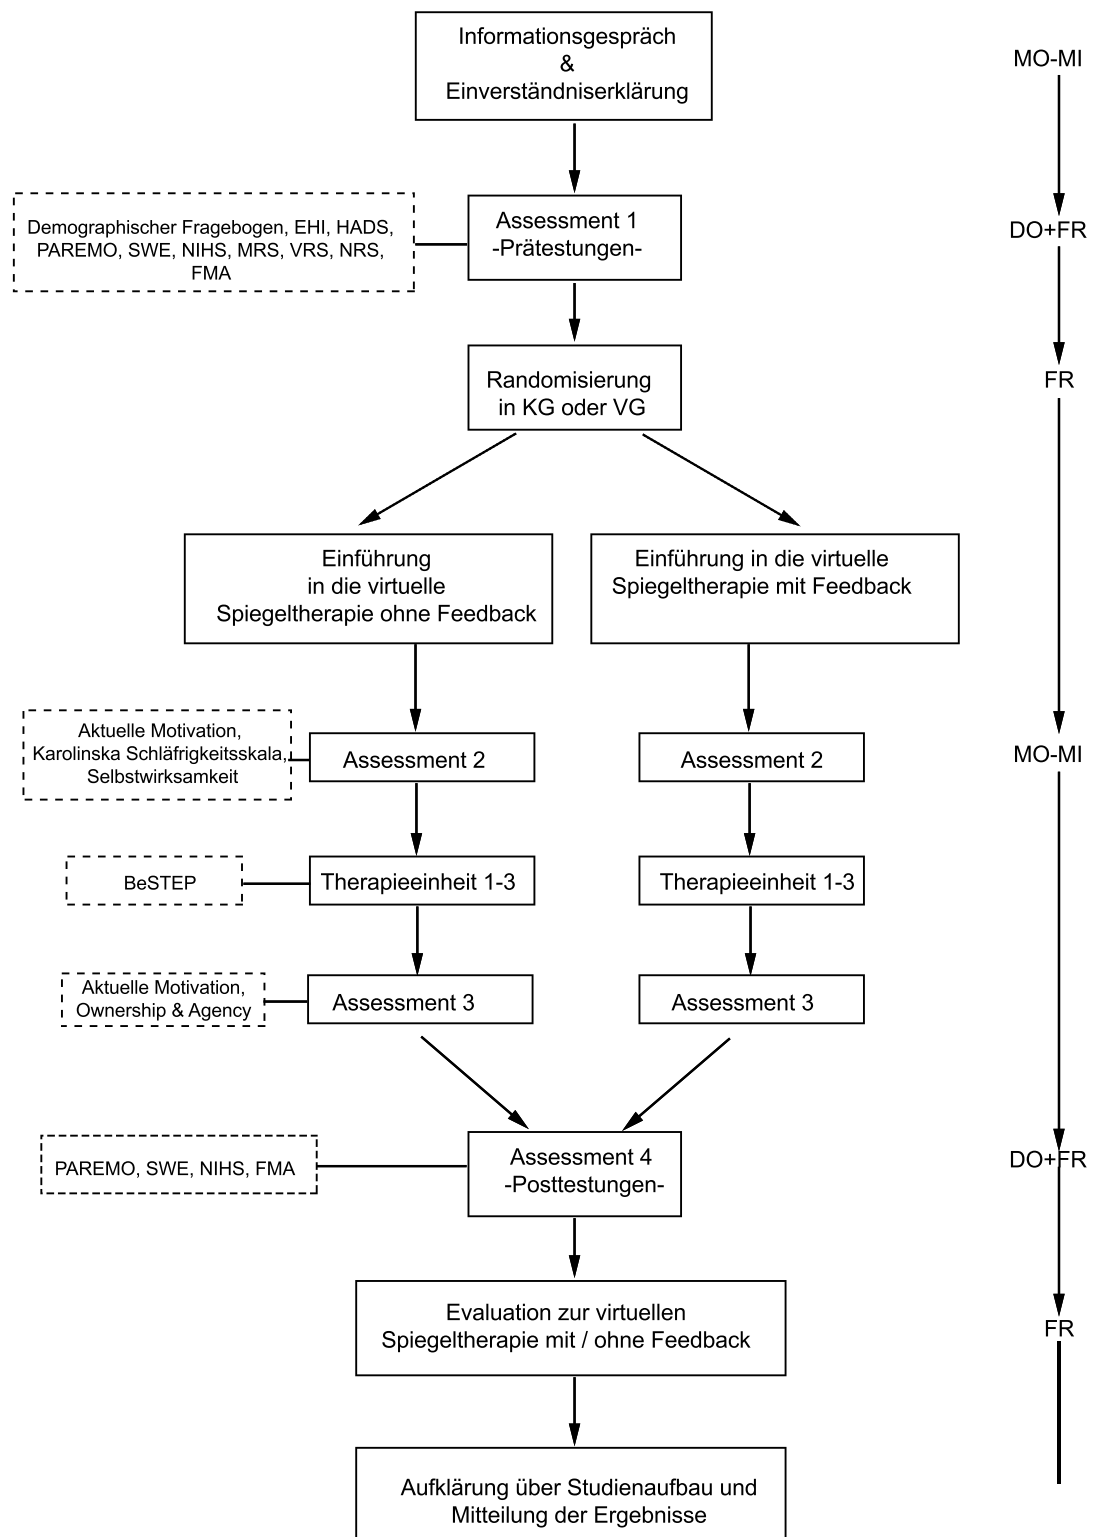 Informationsgespräch
&
Einverständniserklärung
MO-MI
Demographischer Fragebogen, EHI, HADS,
PAREMO, SWE, NIHS, MRS, VRS, NRS,
FMA
Assessment 1
-Prätestungen-
DO+FR
Randomisierung
in KG oder VG
FR
Einführung
in die virtuelle
Spiegeltherapie ohne Feedback
Einführung in die virtuelle
Spiegeltherapie mit Feedback
Aktuelle Motivation,
Karolinska Schläfrigkeitsskala,
Selbstwirksamkeit
Assessment 2
Assessment 2
MO-MI
BeSTEP
Therapieeinheit 1-3
Therapieeinheit 1-3
Aktuelle Motivation,
Ownership & Agency
Assessment 3
Assessment 3
PAREMO, SWE, NIHS, FMA
Assessment 4
-Posttestungen-
DO+FR
Evaluation zur virtuellen
Spiegeltherapie mit / ohne Feedback
FR
Aufklärung über Studienaufbau und
Mitteilung der Ergebnisse